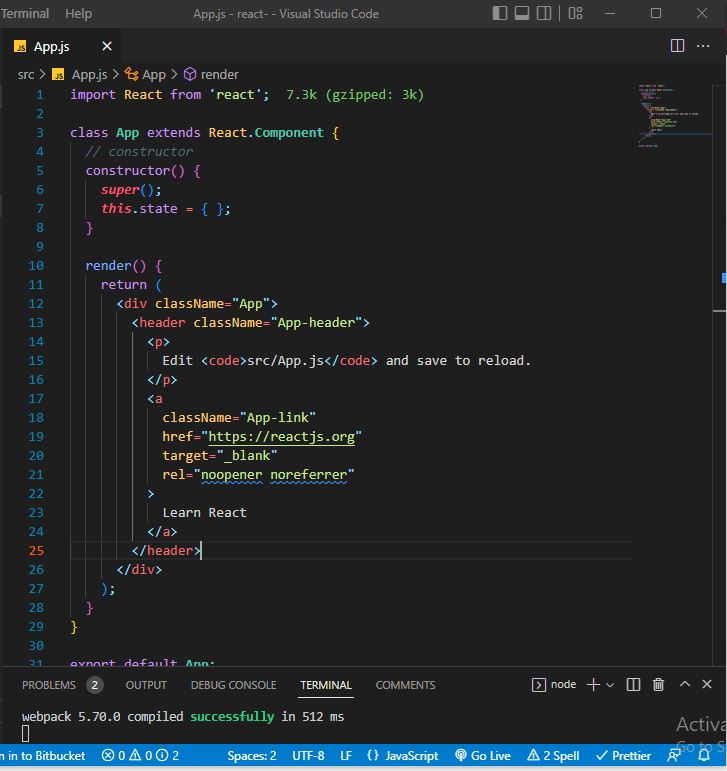 Terminal Help App.js - react- - Visual Studio Code
JS App.js
src > JS App.js > App > render
1 import React from 'react'; 7.3k (gzipped: 3k)
2
3 class App extends React.Component {
4 // constructor
5 constructor() {
6 super();
7 this.state = { };
8 }
9
10 render() {
11 return (
12 <div className="App">
13 <header className="App-header">
14 <p>
15 Edit <code>src/App.js</code> and save to reload.
16 </p>
17 <a
18 className="App-link"
19 href="https://reactjs.org"
20 target="_blank"
21 rel="noopener noreferrer"
22 >
23 Learn React
24 </a>
25 </header>
26 </div>
27 );
28 }
29 }
30
31 export default App;
PROBLEMS 2 OUTPUT DEBUG CONSOLE TERMINAL COMMENTS node
webpack 5.70.0 compiled successfully in 512 ms
Activa
Go to S
n in to Bitbucket 0 0 2 Spaces: 2 UTF-8 LF {} JavaScript Go Live 2 Spell Prettier